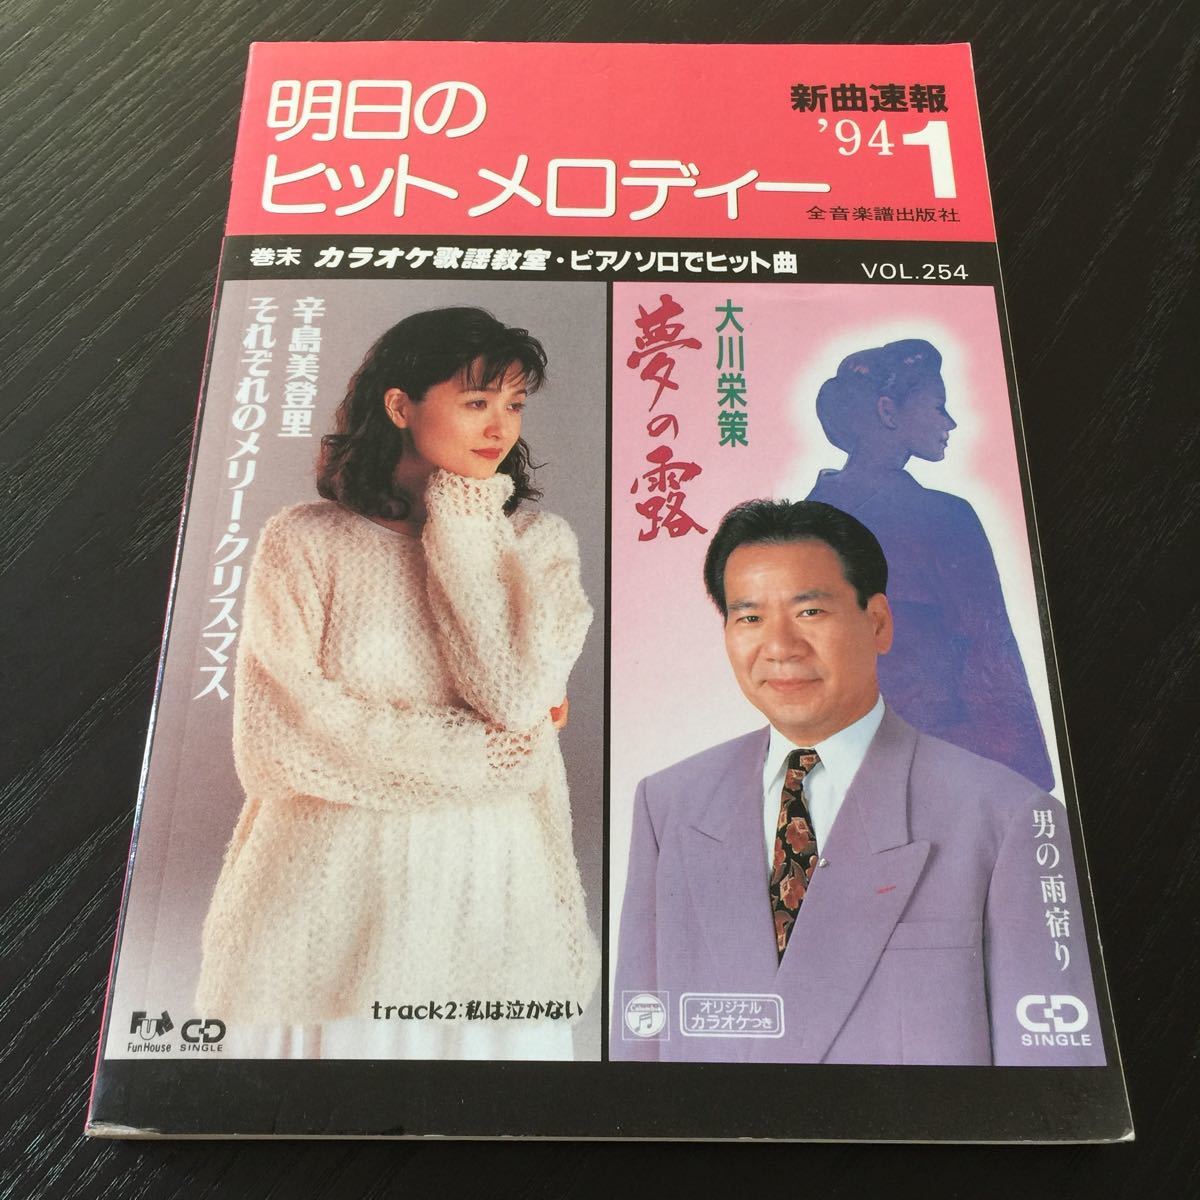 明日の
ヒットメロディー
新曲速報
'94 1
全音楽譜出版社
巻末 カラオケ歌謡教室・ピアノソロでヒット曲
VOL.254
辛島美登里
それぞれのメリー・クリスマス
track2:私は泣かない
FUN
Fun House
CD
SINGLE
大川栄策
夢の露
男の雨宿り
Columbia
オリジナル
カラオケつき
CD
SINGLE